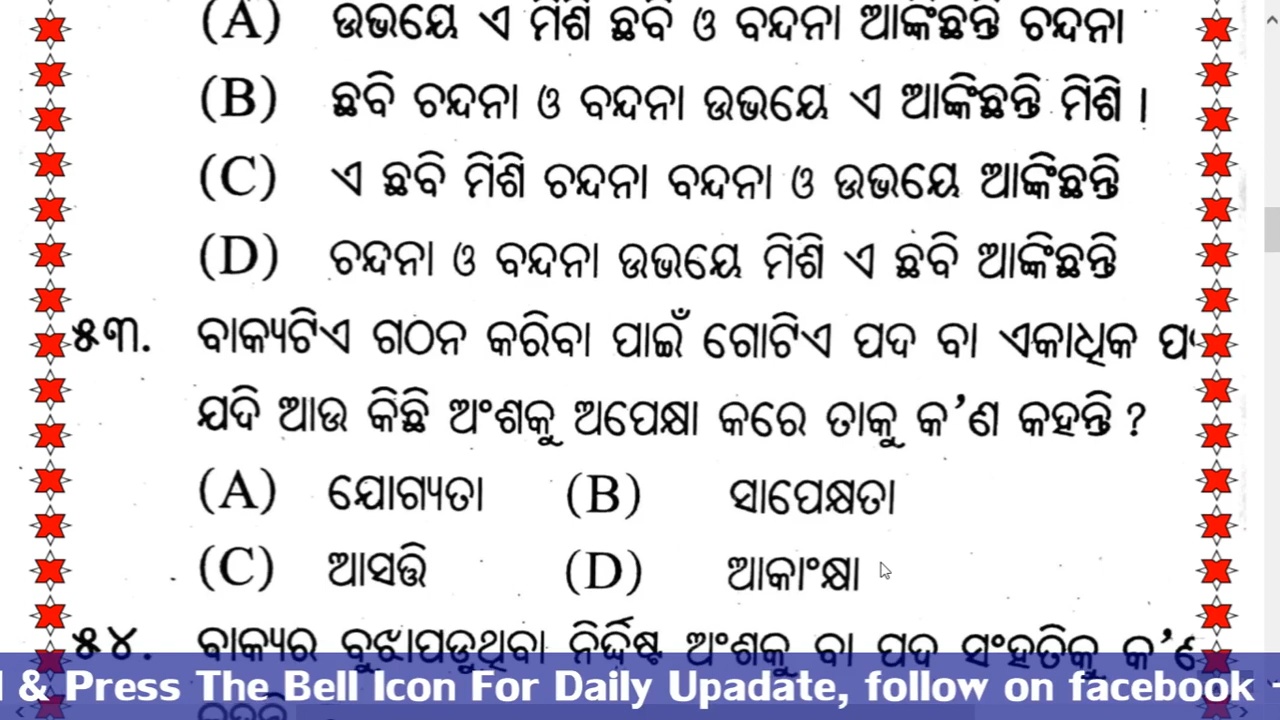 (A) ଉଭୟେ ଏ ମିଶି ଛବି ଓ ବନ୍ଦନା ଆଙ୍କିଛନ୍ତି ଚନ୍ଦନା
(B) ଛବି ଚନ୍ଦନା ଓ ବନ୍ଦନା ଉଭୟେ ଏ ଆଙ୍କିଛନ୍ତି ମିଶି ।
(C) ଏ ଛବି ମିଶି ଚନ୍ଦନା ବନ୍ଦନା ଓ ଉଭୟେ ଆଙ୍କିଛନ୍ତି
(D) ଚନ୍ଦନା ଓ ବନ୍ଦନା ଉଭୟେ ମିଶି ଏ ଛବି ଆଙ୍କିଛନ୍ତି
୫୩. ବାକ୍ୟଟିଏ ଗଠନ କରିବା ପାଇଁ ଗୋଟିଏ ପଦ ବା ଏକାଧିକ
ଯଦି ଆଉ କିଛି ଅଂଶକୁ ଅପେକ୍ଷା କରେ ତାକୁ କ'ଣ କହନ୍ତି ?
(A) ଯୋଗ୍ୟତା (B) ସାପେକ୍ଷତା
(C) ଆସତ୍ତି (D) ଆକାଂକ୍ଷା
୫୪. ବାକ୍ୟର ବୁଝାପଡୁଥିବା ନିର୍ଦ୍ଦିଷ୍ଟ ଅଂଶକୁ ବା ପଦ ସଂହତିକୁ କ'ଣ
& Press The Bell Icon For Daily Upadate, follow on facebook -